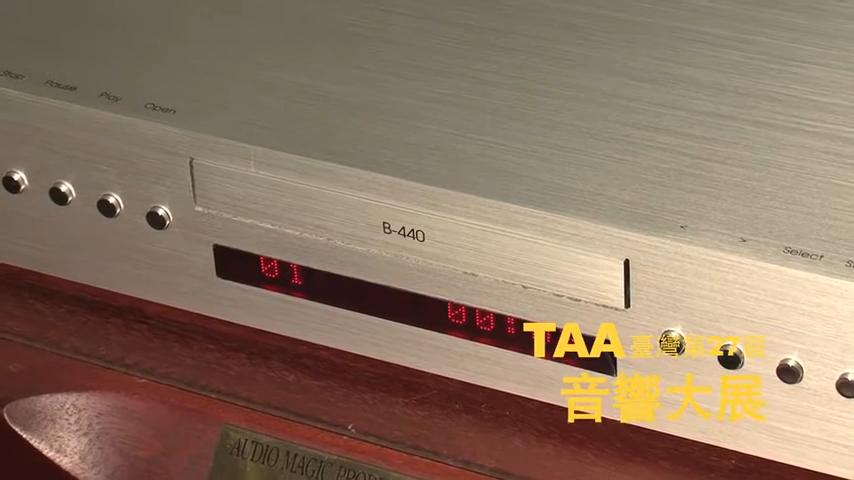 Stop Pause Play Open
< > Select
B-440
01 00:
TAA 臺灣第27屆
音響大展
AUDIO MAGIC